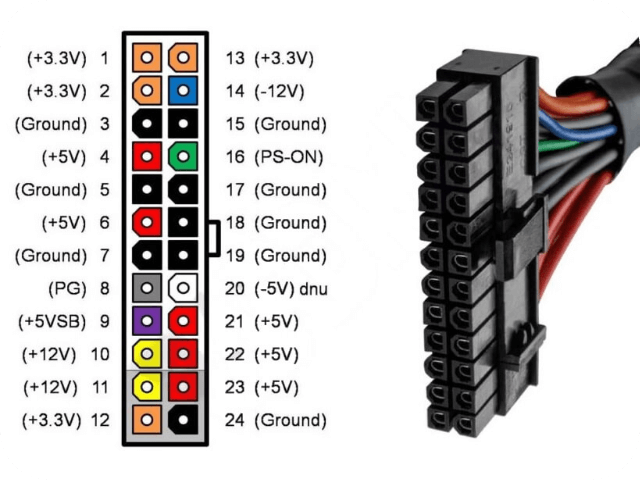 (+3.3V) 1 13 (+3.3V)
(+3.3V) 2 14 (-12V)
(Ground) 3 15 (Ground)
(+5V) 4 16 (PS-ON)
(Ground) 5 17 (Ground)
(+5V) 6 18 (Ground)
(Ground) 7 19 (Ground)
(PG) 8 20 (-5V) dnu
(+5VSB) 9 21 (+5V)
(+12V) 10 22 (+5V)
(+12V) 11 23 (+5V)
(+3.3V) 12 24 (Ground)